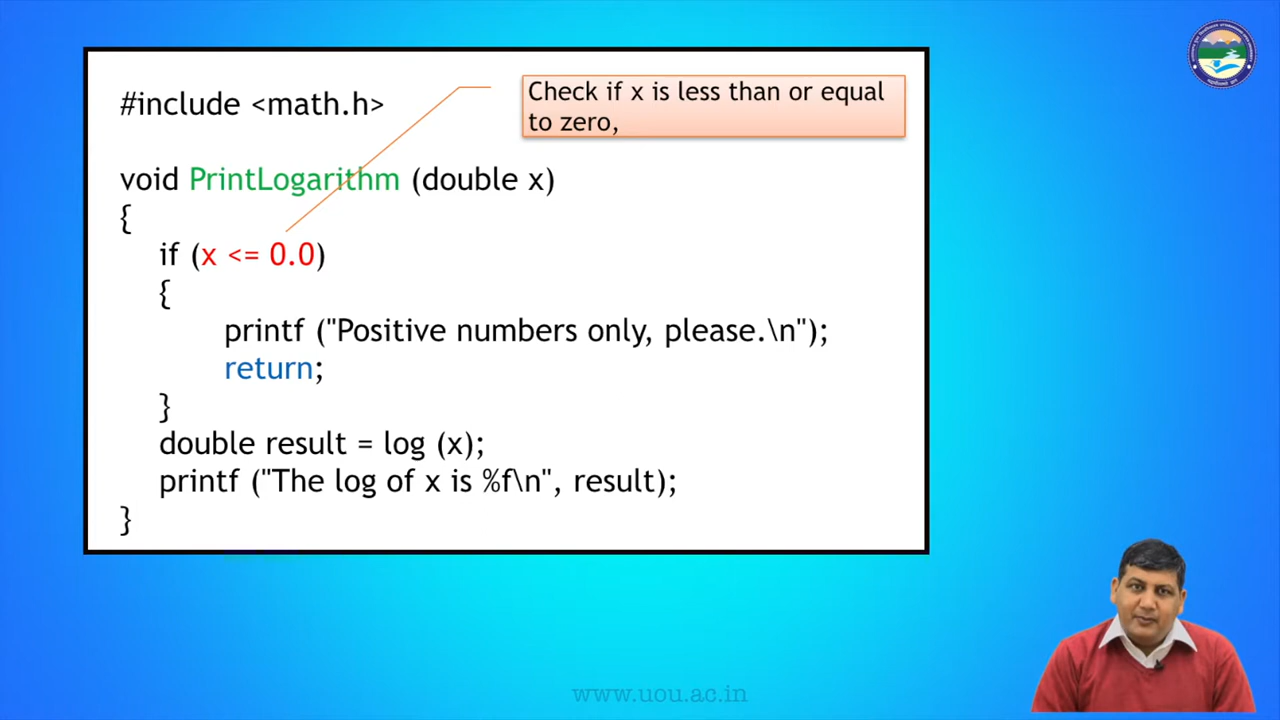 #include <math.h>
Check if x is less than or equal
to zero,
void PrintLogarithm (double x)
{
if (x <= 0.0)
{
printf ("Positive numbers only, please.\n");
return;
}
double result = log (x);
printf ("The log of x is %f\n", result);
}
www.uou.ac.in